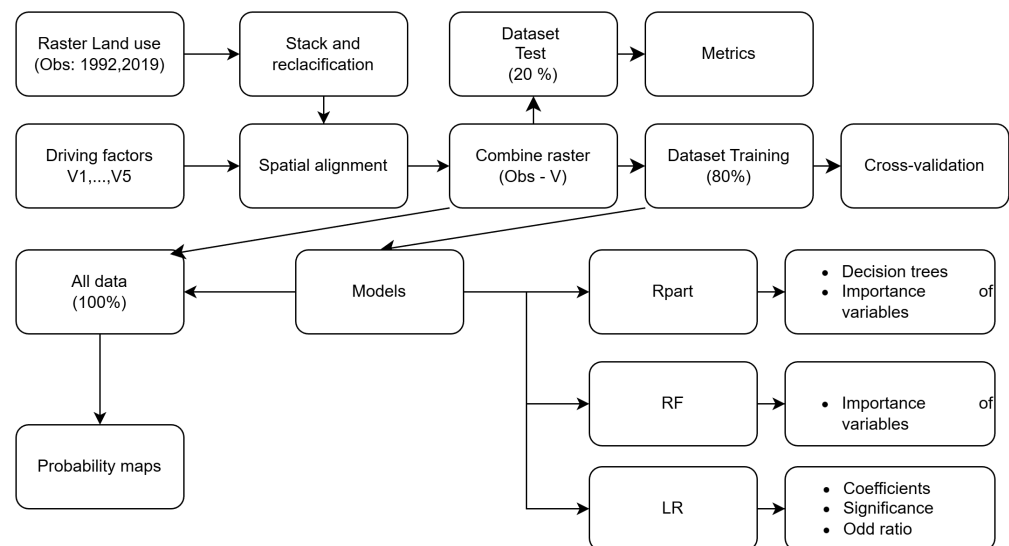 Raster Land use
(Obs: 1992,2019)
Stack and
reclacification
Dataset
Test
(20 %)
Metrics
Driving factors
V1,...,V5
Spatial alignment
Combine raster
(Obs - V)
Dataset Training
(80%)
Cross-validation
All data
(100%)
Models
Rpart
• Decision trees
• Importance of
variables
RF
• Importance of
variables
Probability maps
LR
• Coefficients
• Significance
• Odd ratio